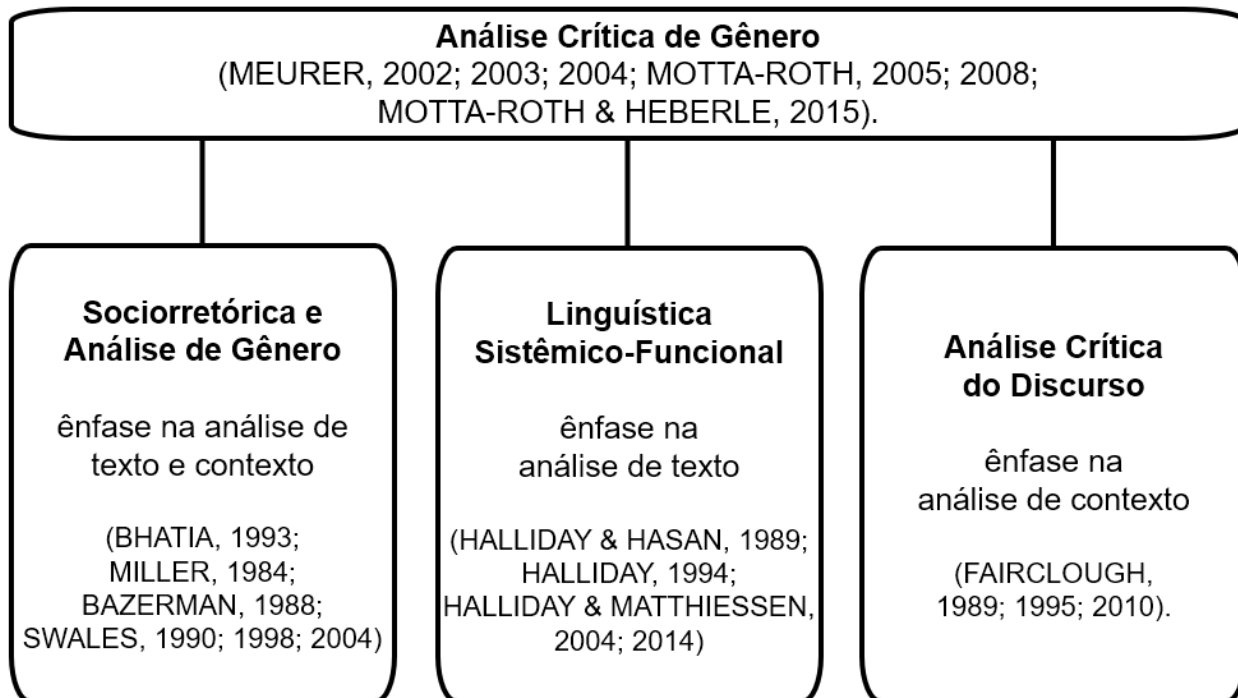 Análise Crítica de Gênero
(MEURER, 2002; 2003; 2004; MOTTA-ROTH, 2005; 2008;
MOTTA-ROTH & HEBERLE, 2015).
Sociorretórica e
Análise de Gênero
ênfase na análise de
texto e contexto
(BHATIA, 1993;
MILLER, 1984;
BAZERMAN, 1988;
SWALES, 1990; 1998; 2004)
Linguística
Sistêmico-Funcional
ênfase na
análise de texto
(HALLIDAY & HASAN, 1989;
HALLIDAY, 1994;
HALLIDAY & MATTHIESSEN,
2004; 2014)
Análise Crítica
do Discurso
ênfase na
análise de contexto
(FAIRCLOUGH,
1989; 1995; 2010).